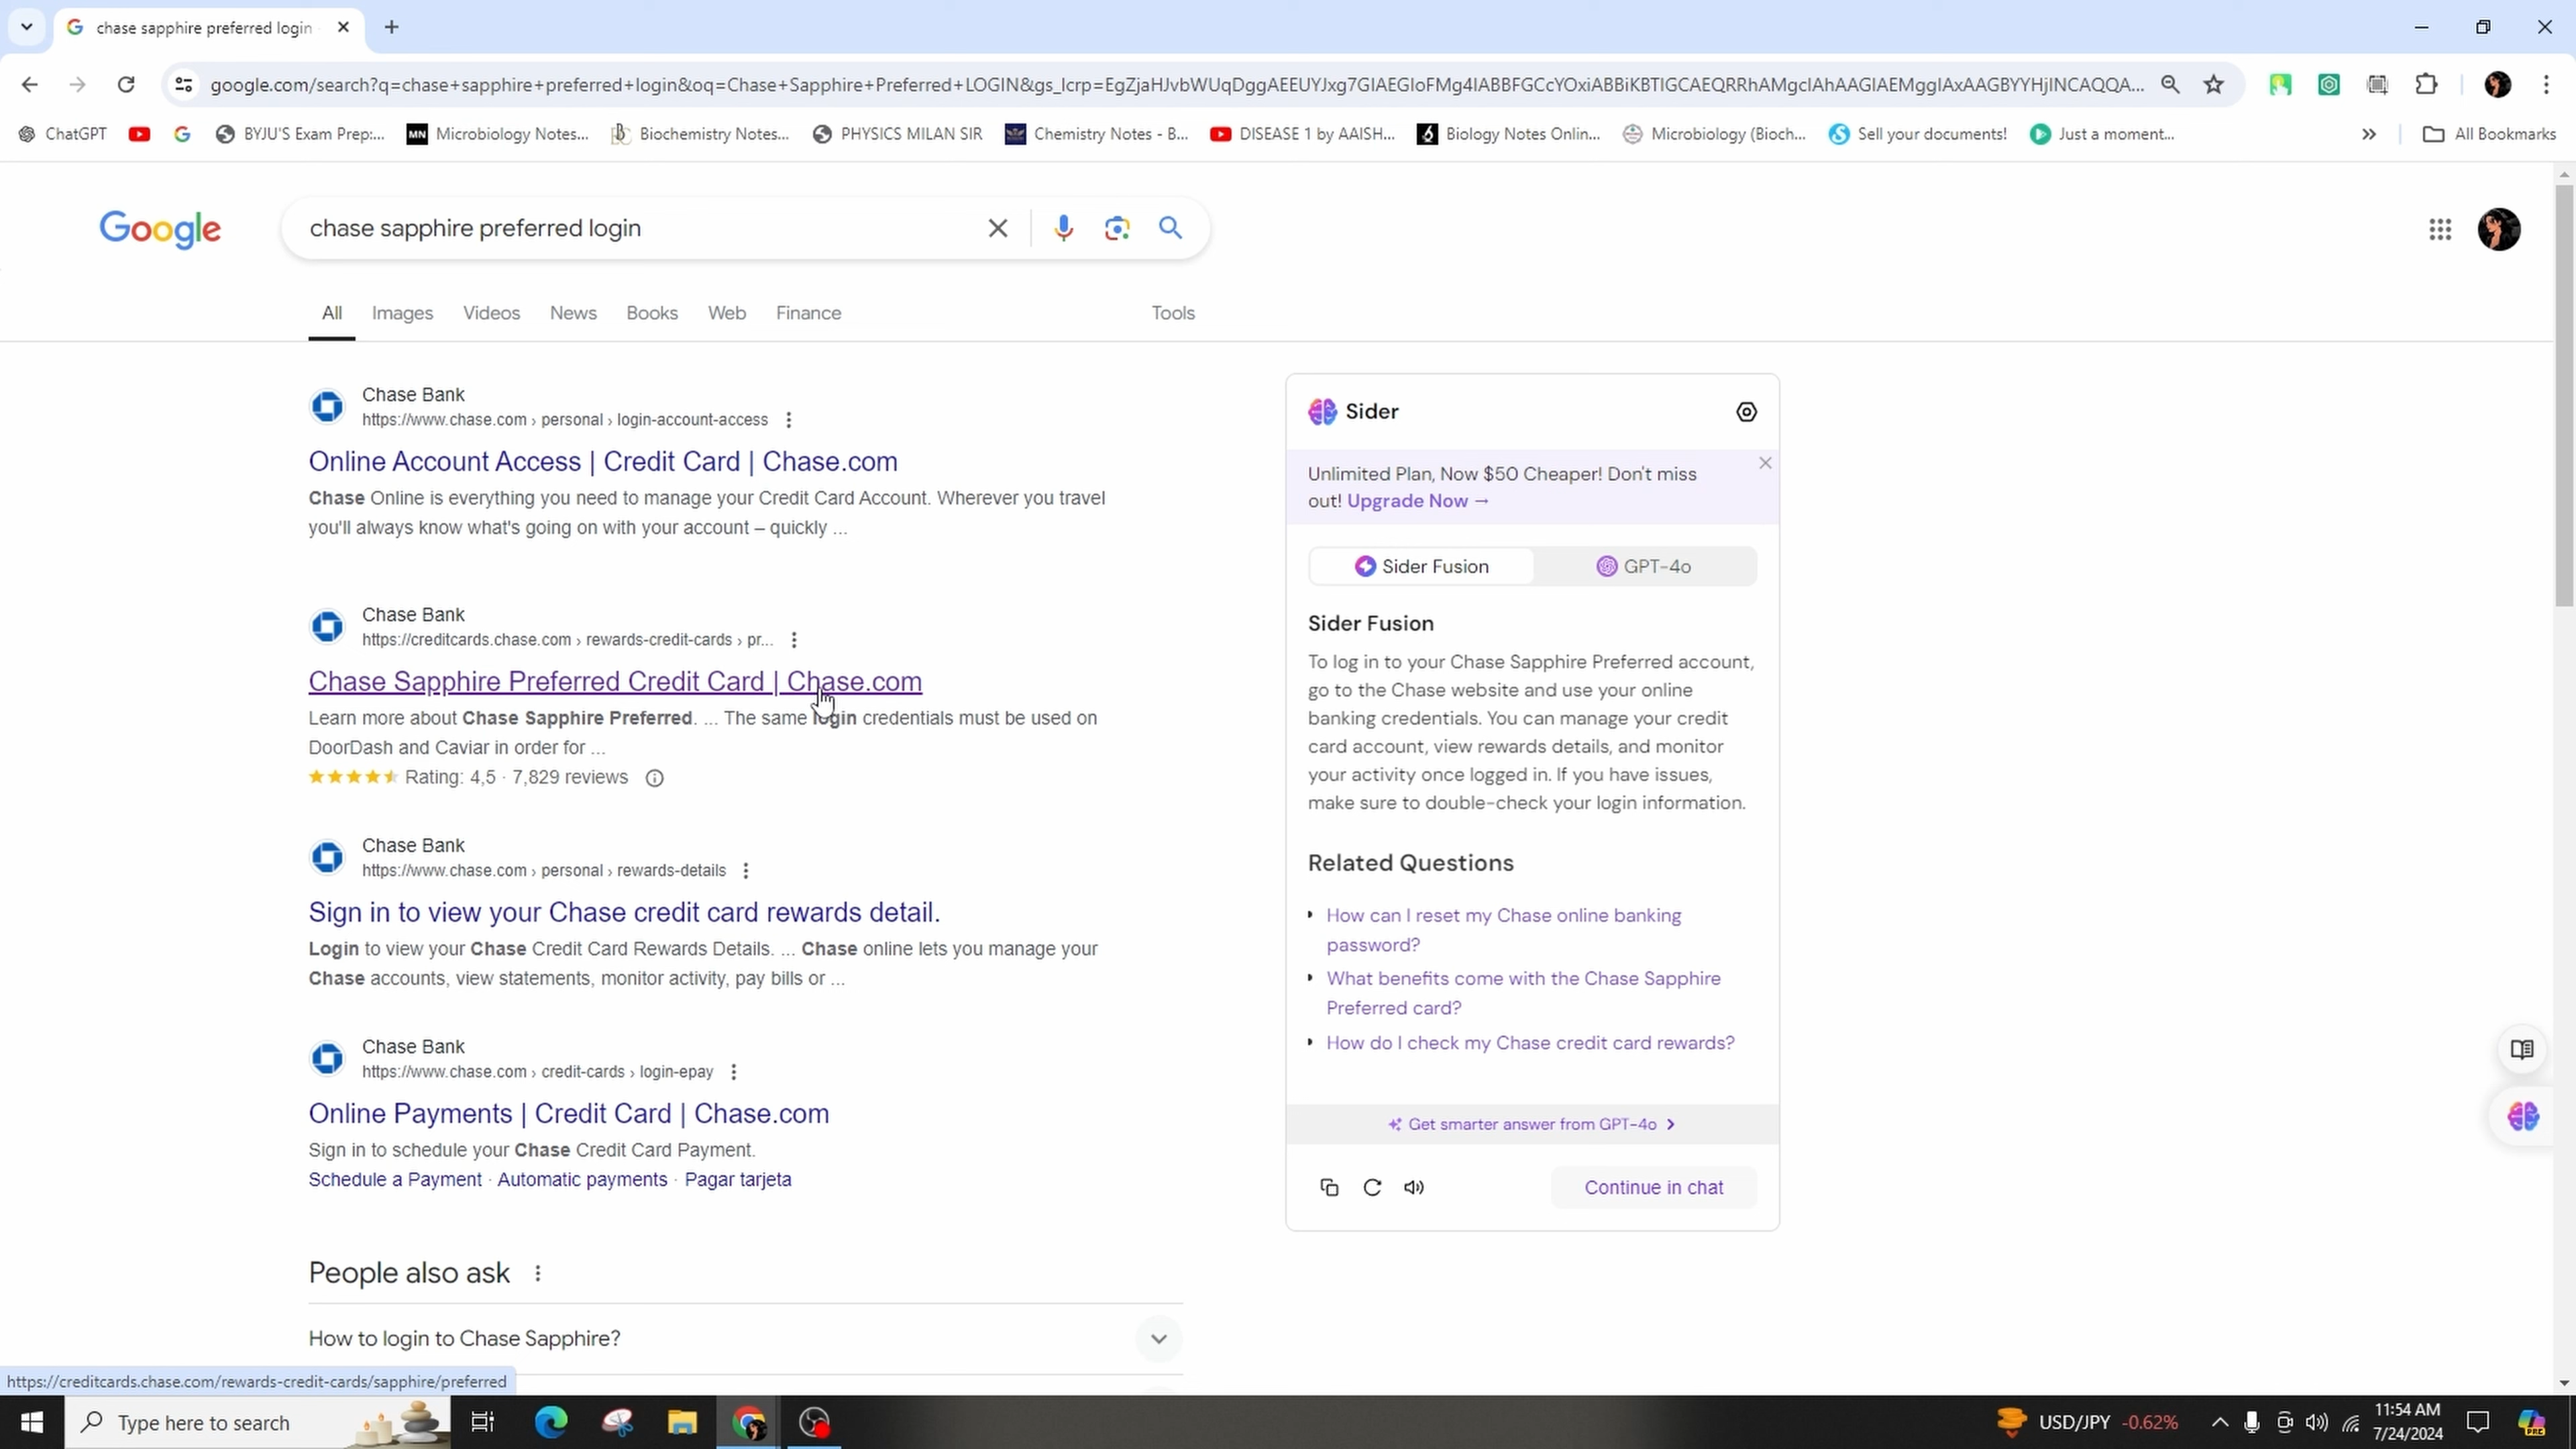 chase sapphire preferred login
google.com/search?q=chase+sapphire+preferred+login&oq=Chase+Sapphire+Preferred+LOGIN&gs_lcrp=EgZjaHJvbWUqDggAEEUYJxg7GIAEGIoFMg4IABBFGCcYOxiABBiKBTIGCAEQRRhAMgcIAhAAGIAEMggIAxAAGBYYHjINCAQQA...
ChatGPT
BYJU'S Exam Prep:...
MN Microbiology Notes...
Biochemistry Notes...
PHYSICS MILAN SIR
Chemistry Notes - B...
DISEASE 1 by AAISH...
Biology Notes Onlin...
Microbiology (Bioch...
Sell your documents!
Just a moment...
All Bookmarks
Google
chase sapphire preferred login
All Images Videos News Books Web Finance Tools
Chase Bank
https://www.chase.com › personal › login-account-access
Online Account Access | Credit Card | Chase.com
Chase Online is everything you need to manage your Credit Card Account. Wherever you travel
you'll always know what's going on with your account – quickly ...
Chase Bank
https://creditcards.chase.com › rewards-credit-cards › pr...
Chase Sapphire Preferred Credit Card | Chase.com
Learn more about Chase Sapphire Preferred. ... The same login credentials must be used on
DoorDash and Caviar in order for ...
Rating: 4,5 · 7,829 reviews
Chase Bank
https://www.chase.com › personal › rewards-details
Sign in to view your Chase credit card rewards detail.
Login to view your Chase Credit Card Rewards Details. ... Chase online lets you manage your
Chase accounts, view statements, monitor activity, pay bills or ...
Chase Bank
https://www.chase.com › credit-cards › login-epay
Online Payments | Credit Card | Chase.com
Sign in to schedule your Chase Credit Card Payment.
Schedule a Payment · Automatic payments · Pagar tarjeta
People also ask
How to login to Chase Sapphire?
Sider
Unlimited Plan, Now $50 Cheaper! Don't miss
out! Upgrade Now →
Sider Fusion
GPT-4o
Sider Fusion
To log in to your Chase Sapphire Preferred account,
go to the Chase website and use your online
banking credentials. You can manage your credit
card account, view rewards details, and monitor
your activity once logged in. If you have issues,
make sure to double-check your login information.
Related Questions
How can I reset my Chase online banking
password?
What benefits come with the Chase Sapphire
Preferred card?
How do I check my Chase credit card rewards?
Get smarter answer from GPT-4o
Continue in chat
https://creditcards.chase.com/rewards-credit-cards/sapphire/preferred
Type here to search
USD/JPY -0.62%
11:54 AM
7/24/2024
PRE